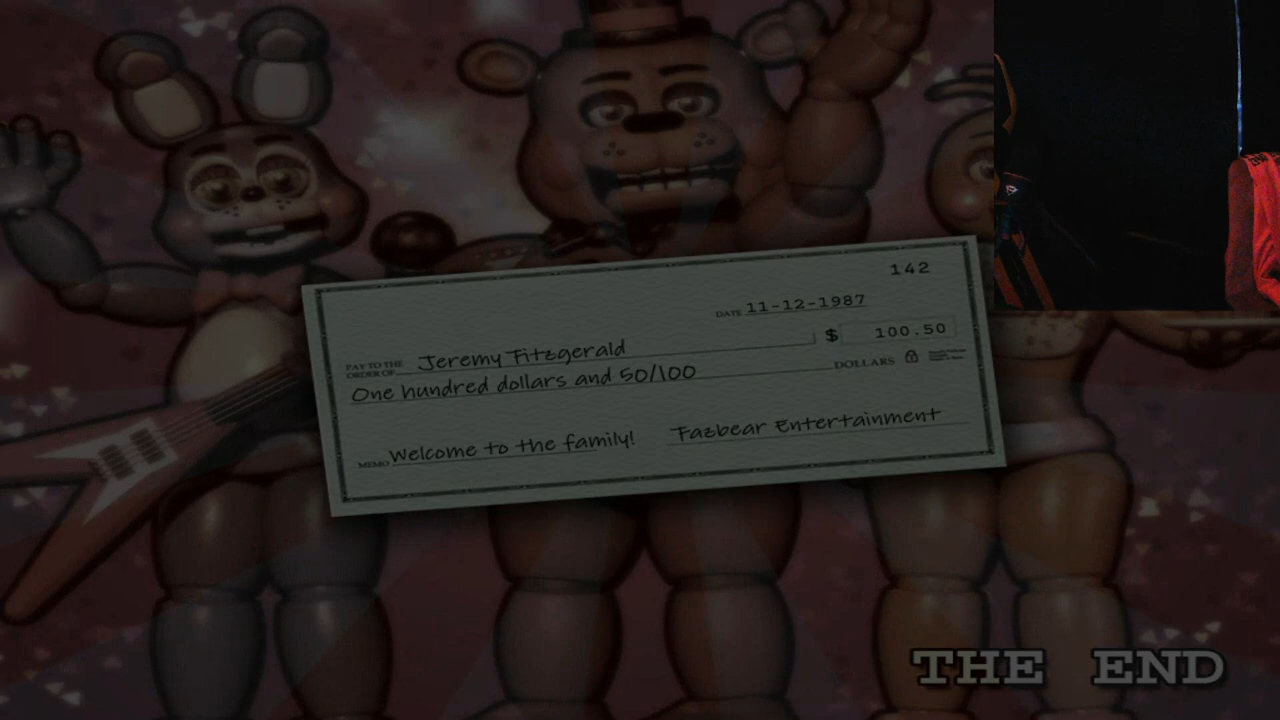 142
DATE 11-12-1987
PAY TO THE
ORDER OF Jeremy Fitzgerald $ 100.50
One hundred dollars and 50/100 DOLLARS
MEMO Welcome to the family! Fazbear Entertainment
THE END